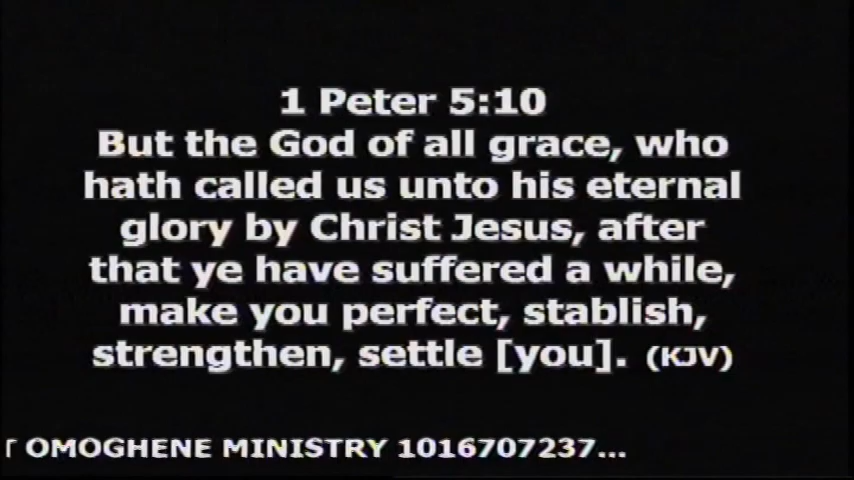 1 Peter 5:10
But the God of all grace, who
hath called us unto his eternal
glory by Christ Jesus, after
that ye have suffered a while,
make you perfect, stablish,
strengthen, settle [you]. (KJV)
OMOGHENE MINISTRY 1016707237...